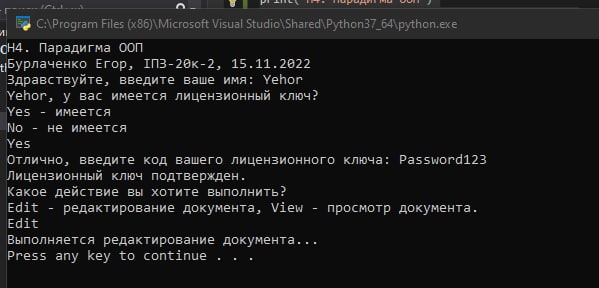 C:\Program Files (x86)\Microsoft Visual Studio\Shared\Python37_64\python.exe
H4. Парадигма ООП
Бурлаченко Егор, ІПЗ-20к-2, 15.11.2022
Здравствуйте, введите ваше имя: Yehor
Yehor, у вас имеется лицензионный ключ?
Yes - имеется
No - не имеется
Yes
Отлично, введите код вашего лицензионного ключа: Password123
Лицензионный ключ подтвержден.
Какое действие вы хотите выполнить?
Edit - редактирование документа, View - просмотр документа.
Edit
Выполняется редактирование документа...
Press any key to continue . . .